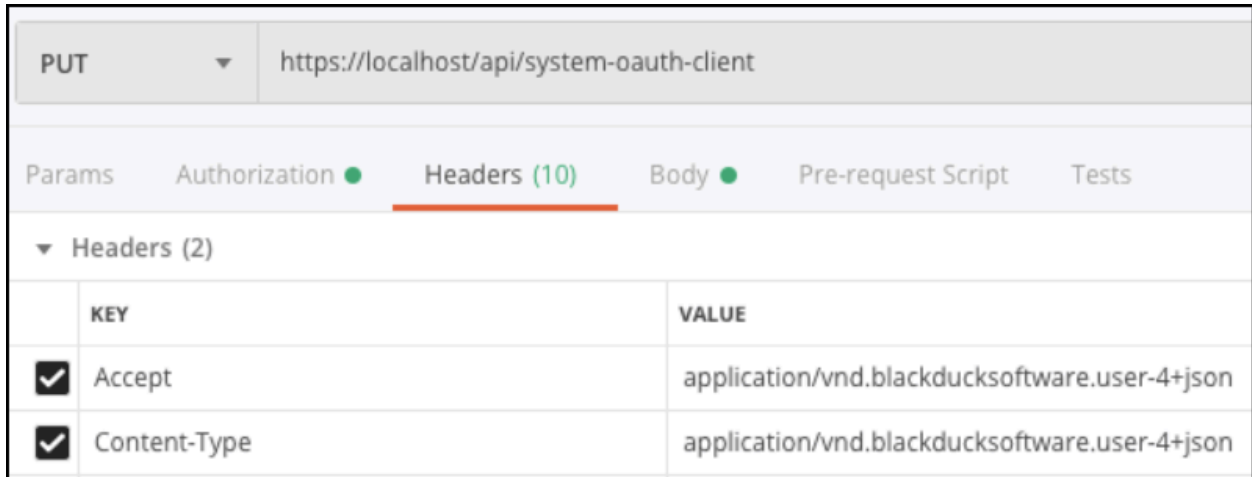 PUT https://localhost/api/system-oauth-client
Params Authorization Headers (10) Body Pre-request Script Tests
Headers (2)
KEY VALUE
Accept application/vnd.blackducksoftware.user-4+json
Content-Type application/vnd.blackducksoftware.user-4+json